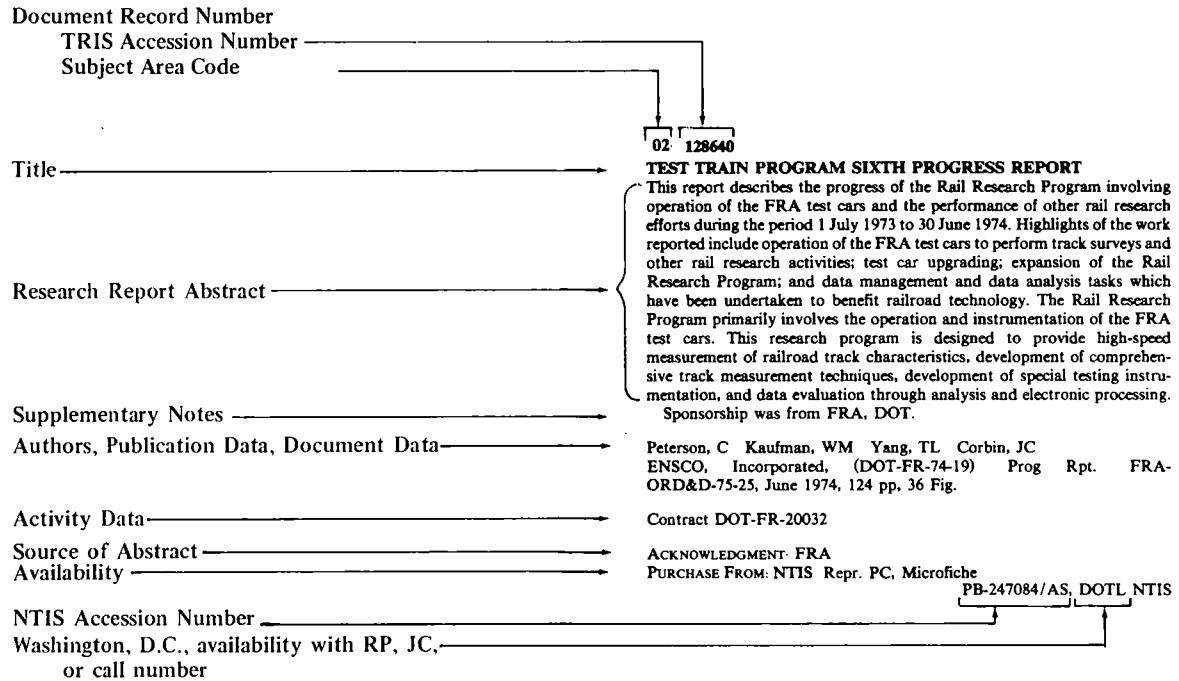 Document Record Number
TRIS Accession Number
Subject Area Code
02 128640
Title
TEST TRAIN PROGRAM SIXTH PROGRESS REPORT
This report describes the progress of the Rail Research Program involving
operation of the FRA test cars and the performance of other rail research
efforts during the period 1 July 1973 to 30 June 1974. Highlights of the work
reported include operation of the FRA test cars to perform track surveys and
other rail research activities; test car upgrading; expansion of the Rail
Research Program; and data management and data analysis tasks which
have been undertaken to benefit railroad technology. The Rail Research
Program primarily involves the operation and instrumentation of the FRA
test cars. This research program is designed to provide high-speed
measurement of railroad track characteristics, development of comprehen-
sive track measurement techniques, development of special testing instru-
mentation, and data evaluation through analysis and electronic processing.
Research Report Abstract
Supplementary Notes
Sponsorship was from FRA, DOT.
Authors, Publication Data, Document Data
Peterson, C Kaufman, WM Yang, TL Corbin, JC
ENSCO, Incorporated, (DOT-FR-74-19) Prog Rpt. FRA-
ORD&D-75-25, June 1974, 124 pp, 36 Fig.
Activity Data
Contract DOT-FR-20032
Source of Abstract
ACKNOWLEDGMENT: FRA
Availability
PURCHASE FROM: NTIS Repr. PC, Microfiche
PB-247084/AS, DOTL NTIS
NTIS Accession Number
Washington, D.C., availability with RP, JC,
or call number